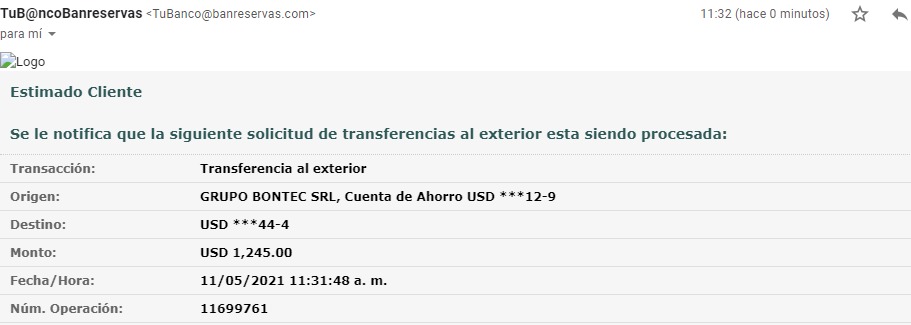 TuB@ncoBanreservas <TuBanco@banreservas.com> 11:32 (hace 0 minutos)
para mí
Logo
Estimado Cliente
Se le notifica que la siguiente solicitud de transferencias al exterior esta siendo procesada:
Transacción: Transferencia al exterior
Origen: GRUPO BONTEC SRL, Cuenta de Ahorro USD ***12-9
Destino: USD ***44-4
Monto: USD 1,245.00
Fecha/Hora: 11/05/2021 11:31:48 a. m.
Núm. Operación: 11699761